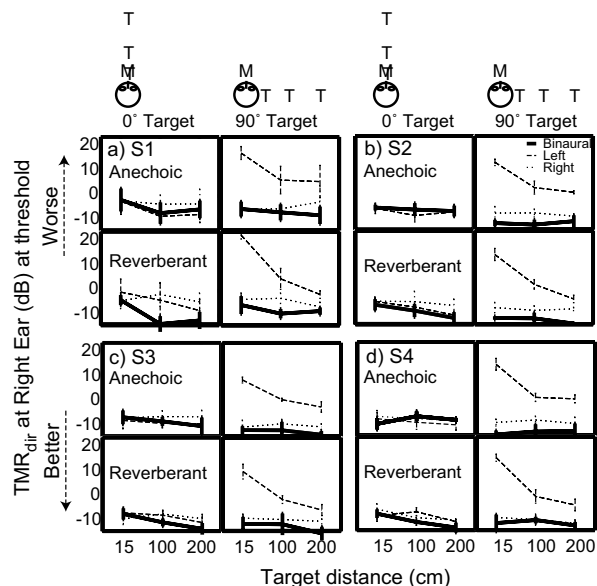 T T
T T
M T M T
M M
T T T T T T
0° Target 90° Target 0° Target 90° Target
TMRdir at Right Ear (dB) at threshold
Worse
Better
20
10
0
-10
20
10
0
-10
20
10
0
-10
20
10
0
-10
a) S1
Anechoic
Reverberant
b) S2
Anechoic
Binaural
Left
Right
Reverberant
c) S3
Anechoic
Reverberant
d) S4
Anechoic
Reverberant
15 100 200 15 100 200 15 100 200 15 100 200
Target distance (cm)